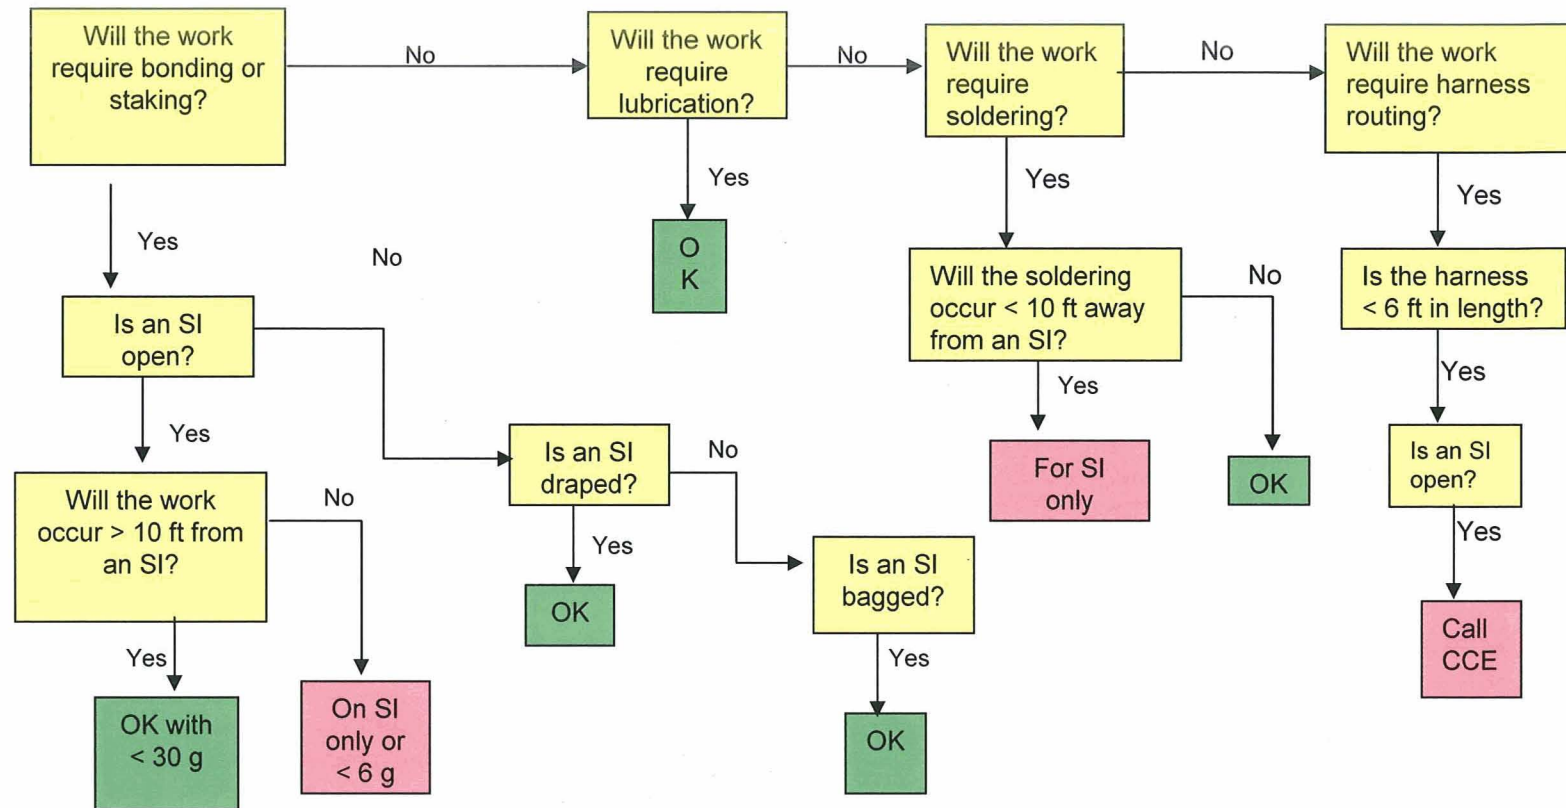 Will the work
require bonding or
staking?
No
Will the work
require
lubrication?
No
Will the work
require
soldering?
No
Will the work
require harness
routing?
Yes
Yes
Yes
Yes
No
O
K
Is an SI
open?
Will the soldering
occur < 10 ft away
from an SI?
No
Is the harness
< 6 ft in length?
Yes
Yes
Yes
Is an SI
draped?
No
For SI
only
OK
Is an SI
open?
Will the work
occur > 10 ft from
an SI?
No
Yes
Is an SI
bagged?
Yes
OK
Yes
Yes
Call
CCE
OK with
< 30 g
On SI
only or
< 6 g
OK